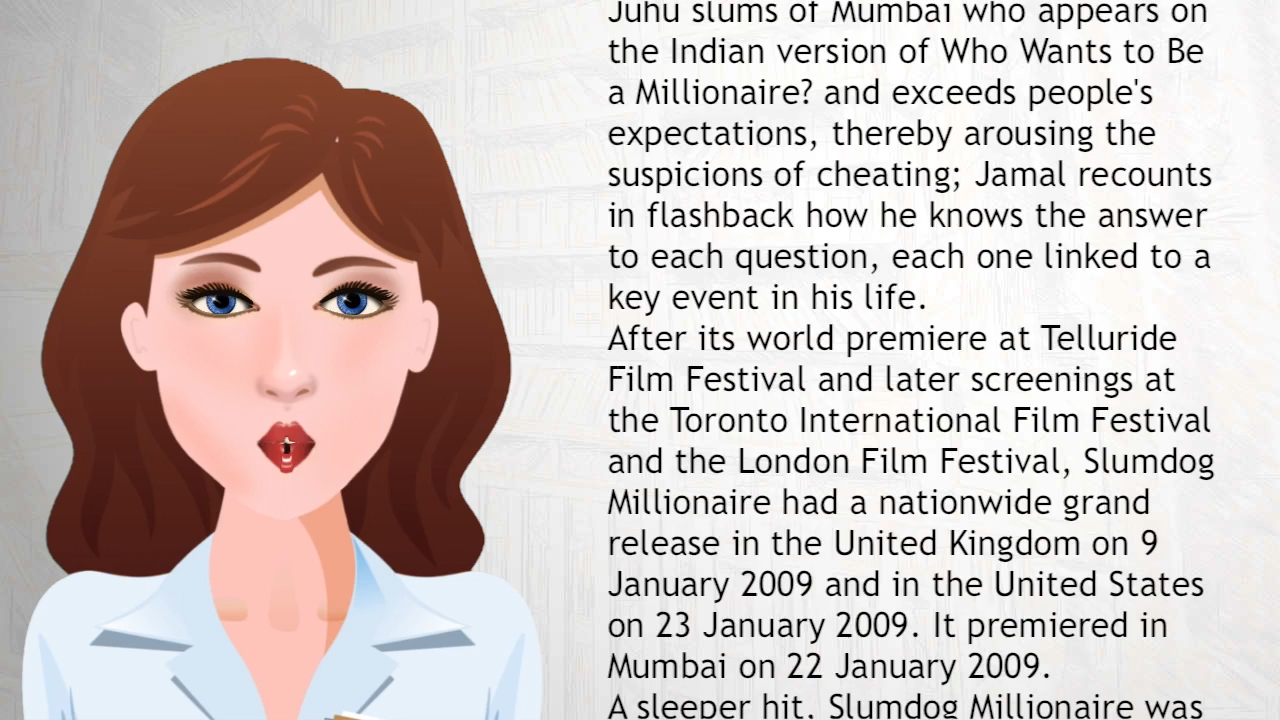 Juhu slums of Mumbai who appears on
the Indian version of Who Wants to Be
a Millionaire? and exceeds people's
expectations, thereby arousing the
suspicions of cheating; Jamal recounts
in flashback how he knows the answer
to each question, each one linked to a
key event in his life.
After its world premiere at Telluride
Film Festival and later screenings at
the Toronto International Film Festival
and the London Film Festival, Slumdog
Millionaire had a nationwide grand
release in the United Kingdom on 9
January 2009 and in the United States
on 23 January 2009. It premiered in
Mumbai on 22 January 2009.
A sleeper hit, Slumdog Millionaire was